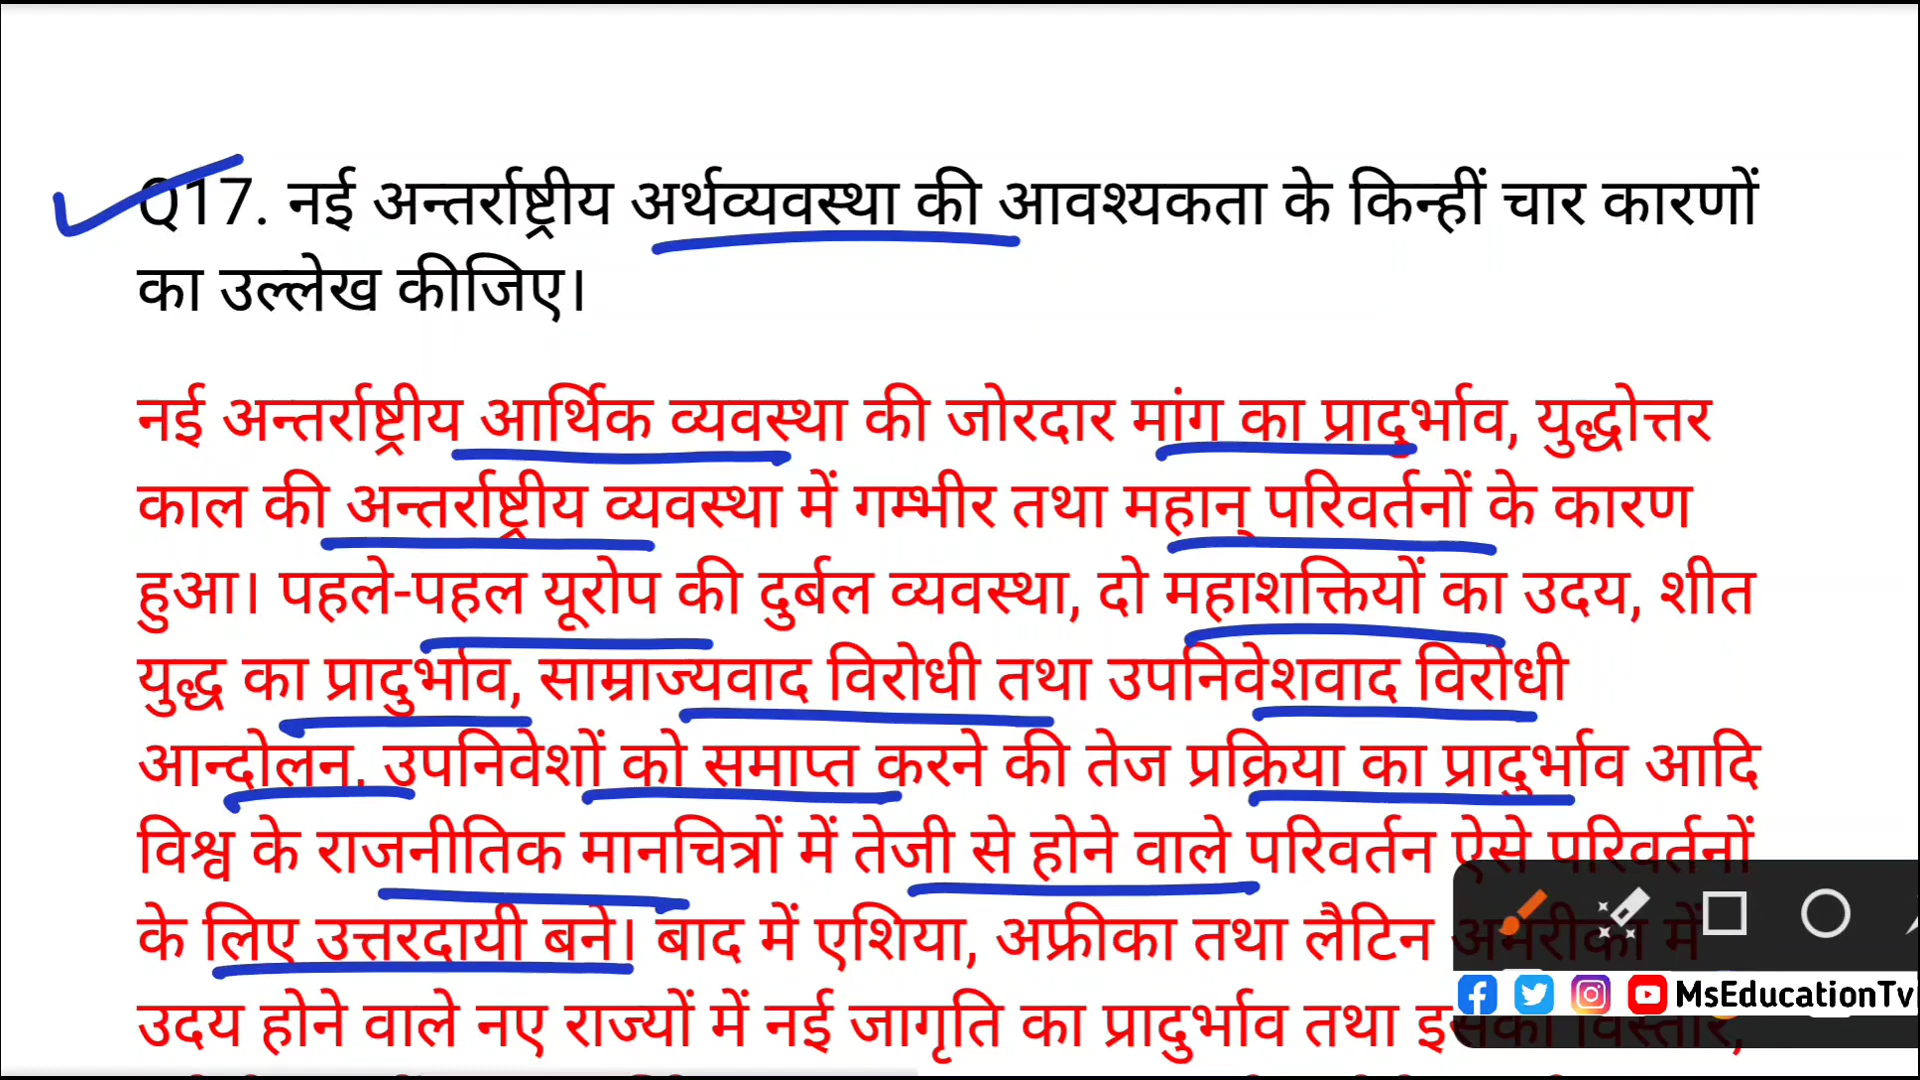 Q17. नई अन्तर्राष्ट्रीय अर्थव्यवस्था की आवश्यकता के किन्हीं चार कारणों
का उल्लेख कीजिए।
नई अन्तर्राष्ट्रीय आर्थिक व्यवस्था की जोरदार मांग का प्रादुर्भाव, युद्धोत्तर
काल की अन्तर्राष्ट्रीय व्यवस्था में गम्भीर तथा महान् परिवर्तनों के कारण
हुआ। पहले-पहल यूरोप की दुर्बल व्यवस्था, दो महाशक्तियों का उदय, शीत
युद्ध का प्रादुर्भाव, साम्राज्यवाद विरोधी तथा उपनिवेशवाद विरोधी
आन्दोलन, उपनिवेशों को समाप्त करने की तेज प्रक्रिया का प्रादुर्भाव आदि
विश्व के राजनीतिक मानचित्रों में तेजी से होने वाले परिवर्तन ऐसे परिवर्तनों
के लिए उत्तरदायी बने। बाद में एशिया, अफ्रीका तथा लैटिन अमरीका में
उदय होने वाले नए राज्यों में नई जागृति का प्रादुर्भाव तथा इसका विस्तार,
MsEducationTv